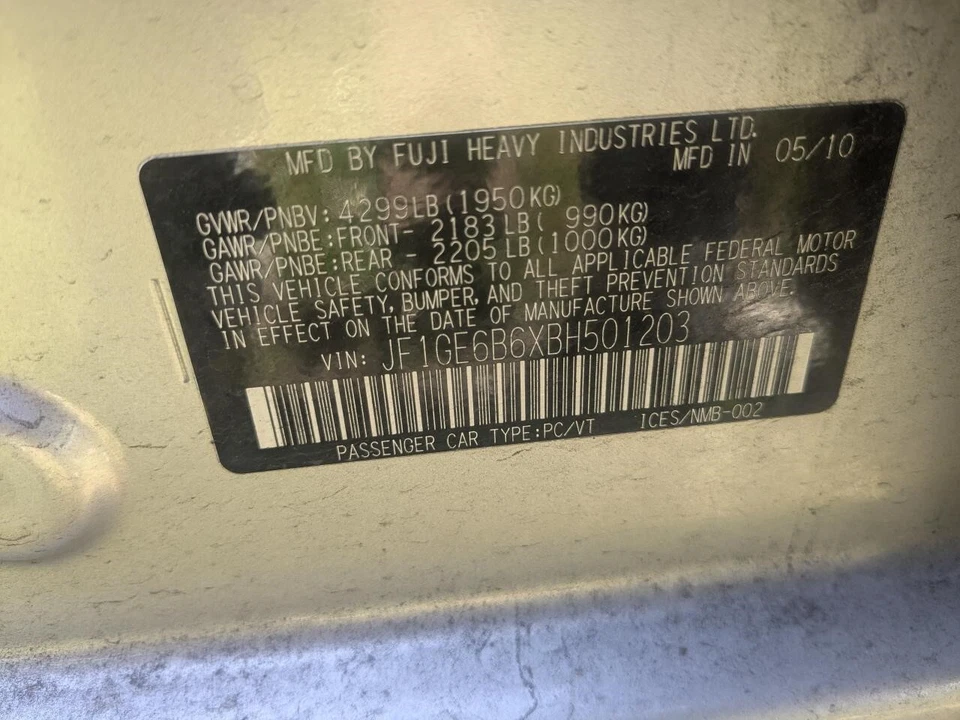 MFD BY FUJI HEAVY INDUSTRIES LTD.
MFD IN 05/10
GVWR/PNBV: 4299LB(1950KG)
GAWR/PNBE:FRONT- 2183LB( 990KG)
GAWR/PNBE:REAR - 2205LB(1000KG)
THIS VEHICLE CONFORMS TO ALL APPLICABLE FEDERAL MOTOR
VEHICLE SAFETY, BUMPER, AND THEFT PREVENTION STANDARDS
IN EFFECT ON THE DATE OF MANUFACTURE SHOWN ABOVE.
VIN: JF1GE6B6XBH501203
PASSENGER CAR TYPE:PC/VT ICES/NMB-002